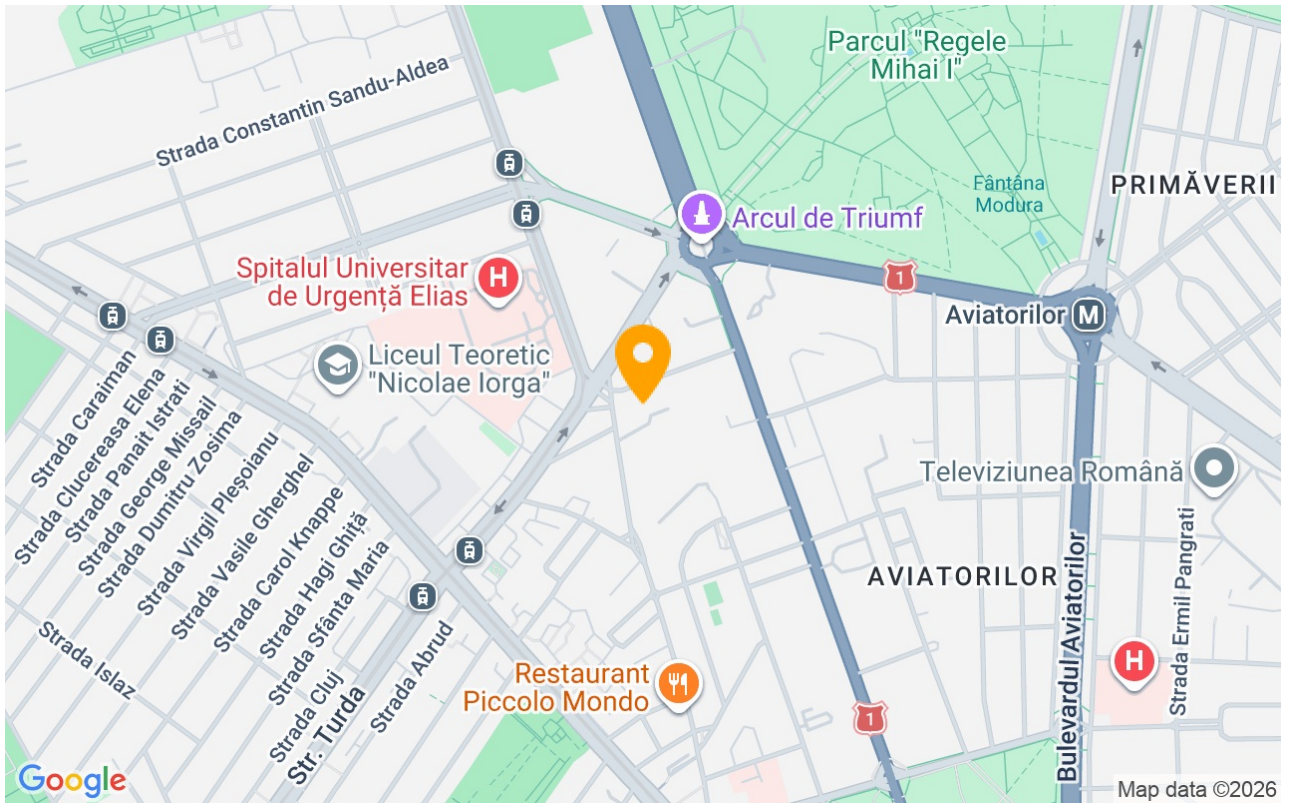 Parcul "Regele
Mihai I"
Strada Constantin Sandu-Aldea
Fântâna
Modura
PRIMĂVERII
Arcul de Triumf
Spitalul Universitar
de Urgență Elias
H
1
Aviatorilor
M
Liceul Teoretic
"Nicolae Iorga"
Strada Caraiman
Strada Clucereasa Elena
Strada Panait Istrati
Strada George Missail
Strada Dumitru Zosima
Strada Virgil Pleșoianu
Strada Vasile Gherghel
Strada Carol Knappe
Strada Hagi Ghiță
Strada Sfânta Maria
Strada Cluj
Str. Turda
Strada Abrud
Strada Islaz
Televiziunea Română
AVIATORILOR
Bulevardul Aviatorilor
Strada Ermil Pangrati
H
Restaurant
Piccolo Mondo
1
Google
Map data ©2026